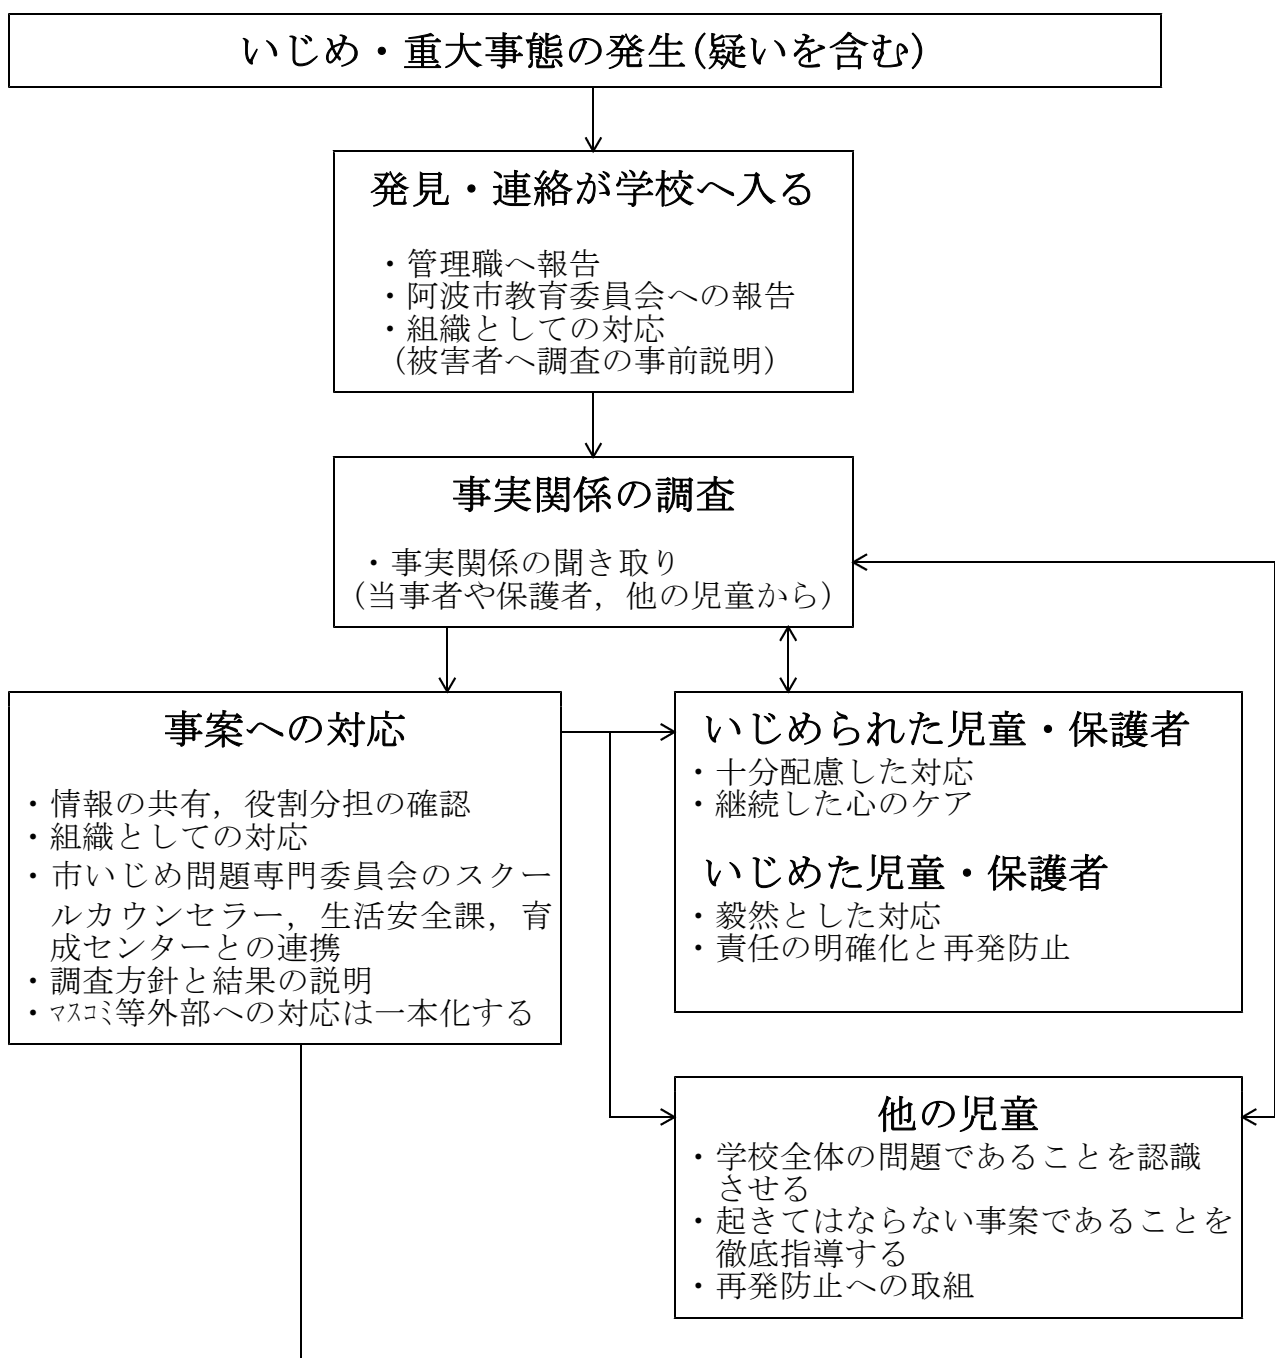 いじめ・重大事態の発生(疑いを含む)
発見・連絡が学校へ入る
・管理職へ報告
・阿波市教育委員会への報告
・組織としての対応
(被害者へ調査の事前説明)
事実関係の調査
・事実関係の聞き取り
(当事者や保護者，他の児童から)
事案への対応
・情報の共有，役割分担の確認
・組織としての対応
・市いじめ問題専門委員会のスクー
ルカウンセラー，生活安全課，育
成センターとの連携
・調査方針と結果の説明
・ﾏｽｺﾐ等外部への対応は一本化する
いじめられた児童・保護者
・十分配慮した対応
・継続した心のケア
いじめた児童・保護者
・毅然とした対応
・責任の明確化と再発防止
他の児童
・学校全体の問題であることを認識
させる
・起きてはならない事案であることを
徹底指導する
・再発防止への取組